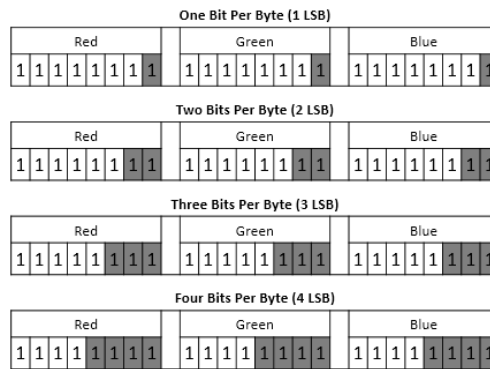 One Bit Per Byte (1 LSB)
Red Green Blue
1 1 1 1 1 1 1 1 1 1 1 1 1 1 1 1 1 1 1 1 1 1 1 1
Two Bits Per Byte (2 LSB)
Red Green Blue
1 1 1 1 1 1 1 1 1 1 1 1 1 1 1 1 1 1 1 1 1 1 1 1
Three Bits Per Byte (3 LSB)
Red Green Blue
1 1 1 1 1 1 1 1 1 1 1 1 1 1 1 1 1 1 1 1 1 1 1 1
Four Bits Per Byte (4 LSB)
Red Green Blue
1 1 1 1 1 1 1 1 1 1 1 1 1 1 1 1 1 1 1 1 1 1 1 1